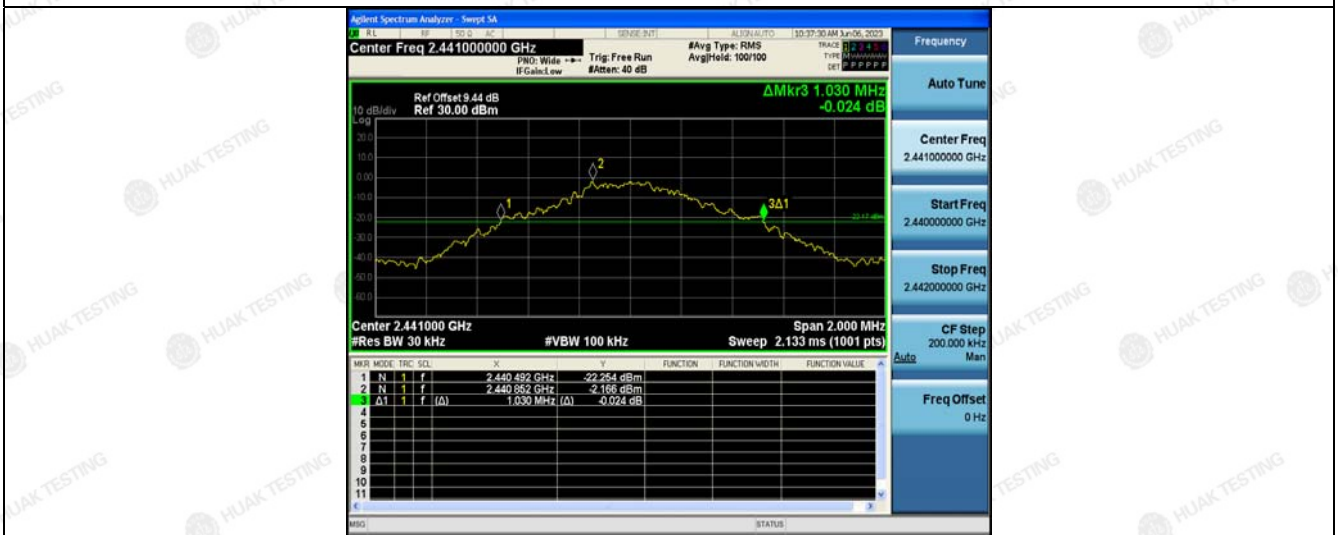 Agilent Spectrum Analyzer - Swept SA
RL RF 50 Ω AC SENSE:INT ALIGN AUTO 10:37:30 AM Jun 06, 2023
Center Freq 2.441000000 GHz
PNO: Wide
IFGain:Low
Trig: Free Run
#Atten: 40 dB
#Avg Type: RMS
Avg|Hold: 100/100
TRACE 1 2 3 4 5 6
TYPE
DET P P P P P P
Ref Offset 9.44 dB
Ref 30.00 dBm
10 dB/div
Log
ΔMkr3 1.030 MHz
-0.024 dB
20.0
10.0
0.00
-10.0
-20.0
-30.0
-40.0
-50.0
-60.0
1
2
3Δ1
Center 2.441000 GHz
#Res BW 30 kHz
#VBW 100 kHz
Span 2.000 MHz
Sweep 2.133 ms (1001 pts)
MKR MODE TRC SCL X Y FUNCTION FUNCTION WIDTH FUNCTION VALUE
1 N 1 f 2.440 492 GHz -22.254 dBm
2 N 1 f 2.440 852 GHz -2.166 dBm
3 Δ1 1 f (Δ) 1.030 MHz (Δ) -0.024 dB
4
5
6
7
8
9
10
11
MSG
STATUS
Frequency
Auto Tune
Center Freq
2.441000000 GHz
Start Freq
2.440000000 GHz
Stop Freq
2.442000000 GHz
CF Step
200.000 kHz
Auto Man
Freq Offset
0 Hz
HUAK TESTING
HUAK TESTING
HUAK TESTING
HUAK TESTING
HUAK TESTING
HUAK TESTING